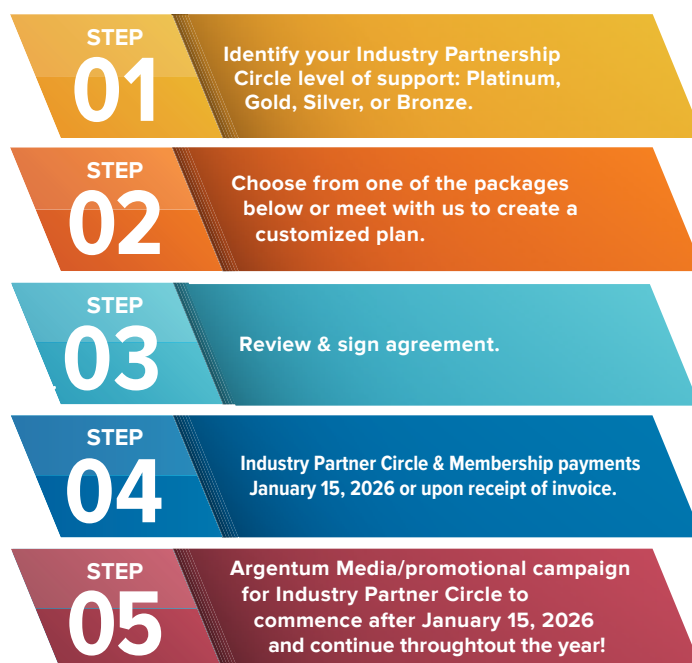 STEP
01
Identify your Industry Partnership
Circle level of support: Platinum,
Gold, Silver, or Bronze.
STEP
02
Choose from one of the packages
below or meet with us to create a
customized plan.
STEP
03
Review & sign agreement.
STEP
04
Industry Partner Circle & Membership payments
January 15, 2026 or upon receipt of invoice.
STEP
05
Argentum Media/promotional campaign
for Industry Partner Circle to
commence after January 15, 2026
and continue throughtout the year!